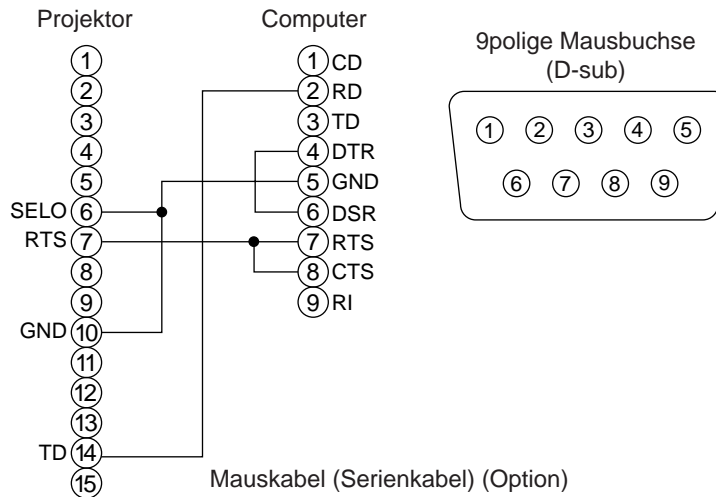 Projektor
1
2
3
4
5
SELO 6
RTS 7
8
9
GND 10
11
12
13
TD 14
15
Computer
1 CD
2 RD
3 TD
4 DTR
5 GND
6 DSR
7 RTS
8 CTS
9 RI
9polige Mausbuchse
(D-sub)
1 2 3 4 5
6 7 8 9
Mauskabel (Serienkabel) (Option)